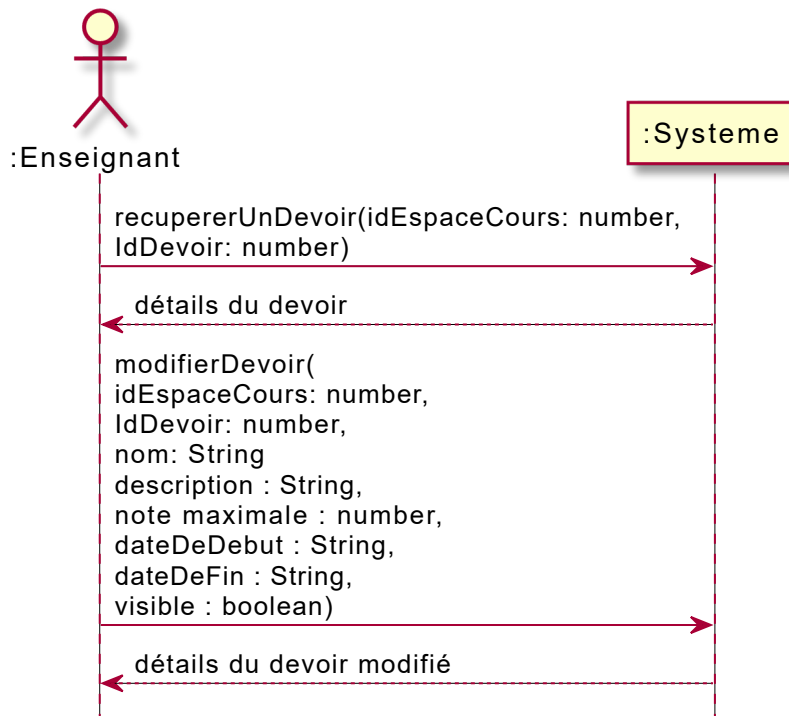 :Enseignant
:Systeme
recupererUnDevoir(idEspaceCours: number,
IdDevoir: number)
détails du devoir
modifierDevoir(
idEspaceCours: number,
IdDevoir: number,
nom: String
description : String,
note maximale : number,
dateDeDebut : String,
dateDeFin : String,
visible : boolean)
détails du devoir modifié